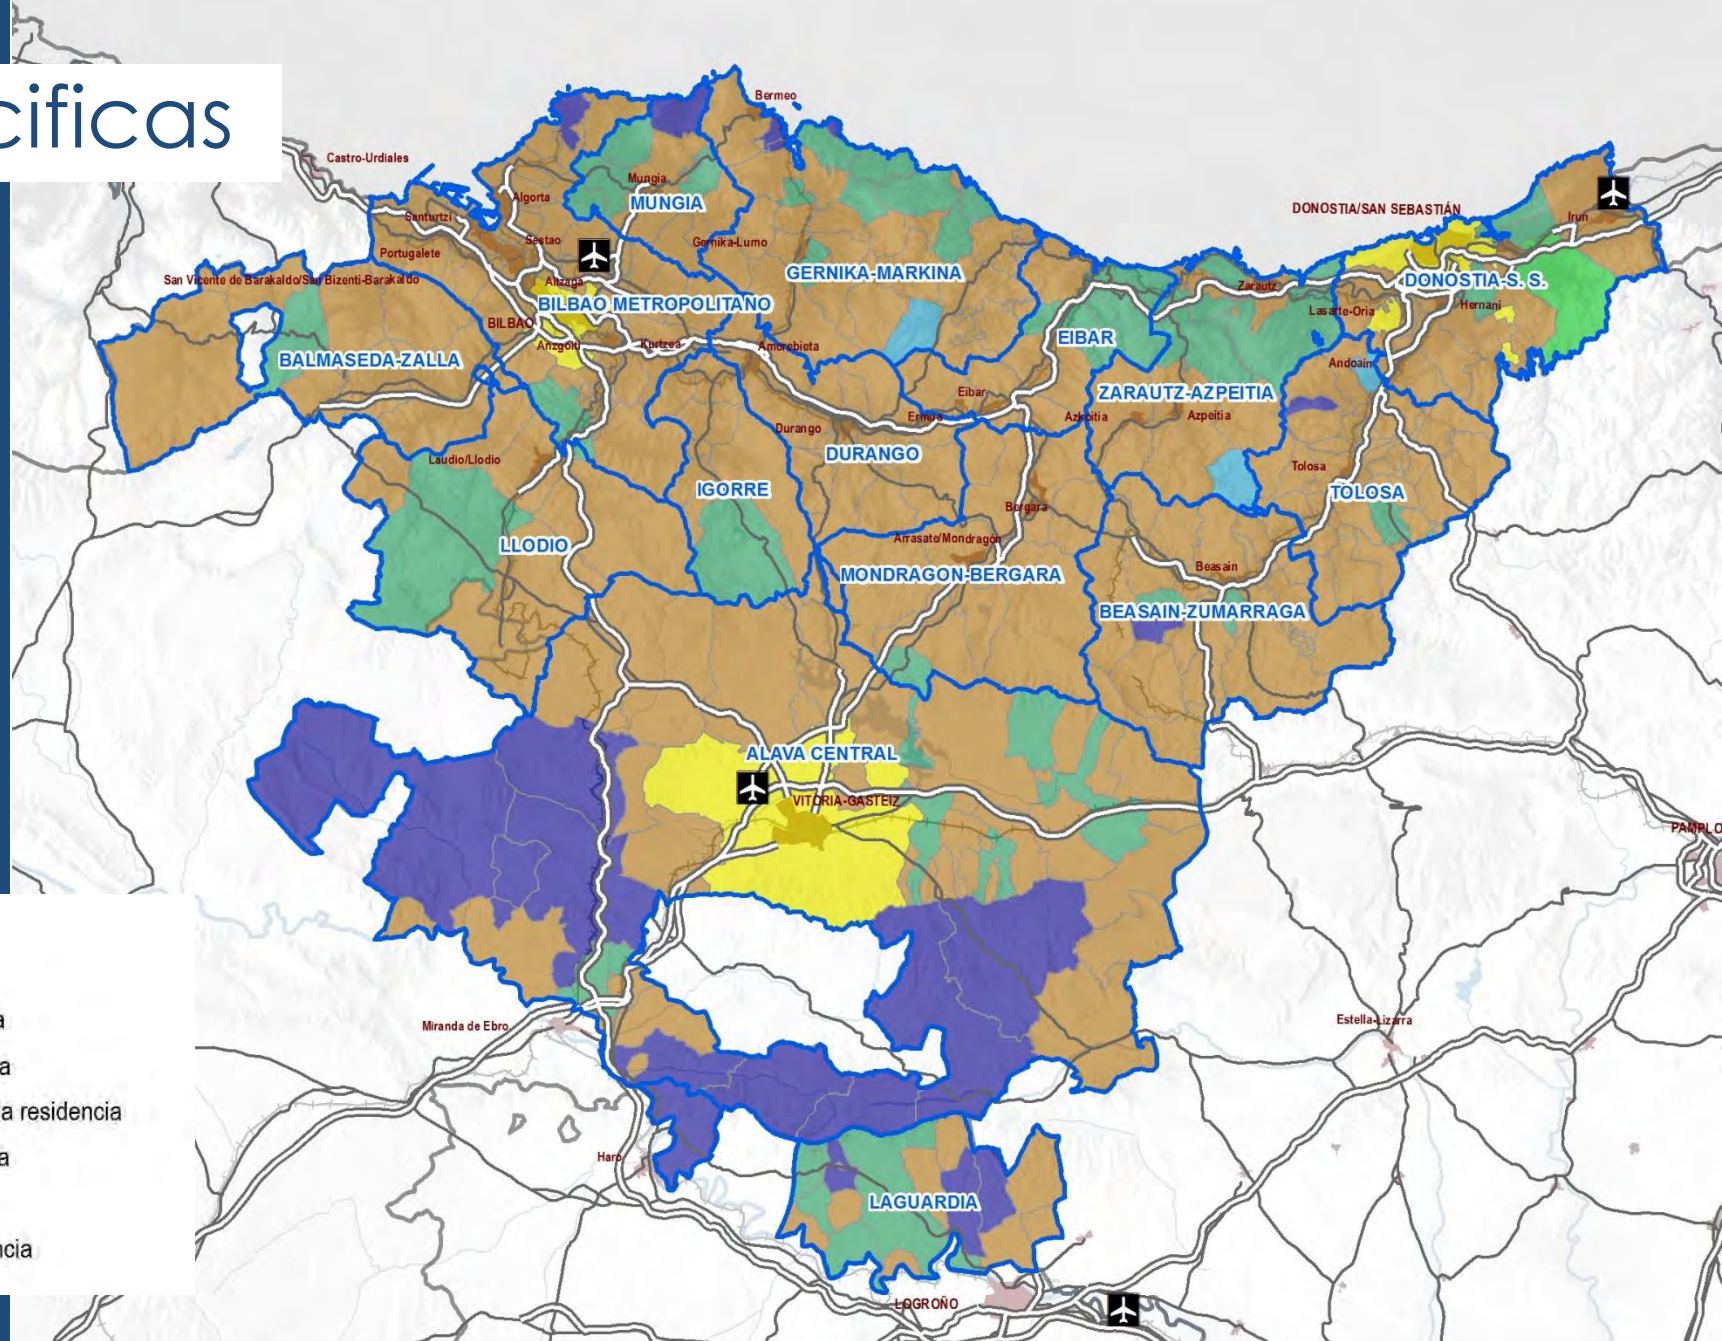 cificas
Bermeo
Castro-Urdiales
Mungia
Algorta
MUNGIA
DONOSTIA/SAN SEBASTIÁN
Santurtzi
Irun
Sestao
Gernika-Lumo
Portugalete
GERNIKA-MARKINA
San Vicente de Barakaldo/San Bizenti-Barakaldo
Altzaga
DONOSTIA-S. S.
Zarautz
BILBAO METROPOLITANO
Hernani
Lasarte-Oria
BILBAO
EIBAR
Kurtzea
Amorebieta
BALMASEDA-ZALLA
Andoain
Eibar
ZARAUTZ-AZPEITIA
Ermua
Azkoitia
Azpeitia
Durango
DURANGO
Laudio/Llodio
Tolosa
IGORRE
TOLOSA
Bergara
Arrasate/Mondragón
LLODIO
Beasain
MONDRAGON-BERGARA
BEASAIN-ZUMARRAGA
ALAVA CENTRAL
VITORIA-GASTEIZ
PAMPLO
a
Miranda de Ebro
Estella-Lizarra
a
a residencia
a
Haro
LAGUARDIA
ncia
LOGROÑO